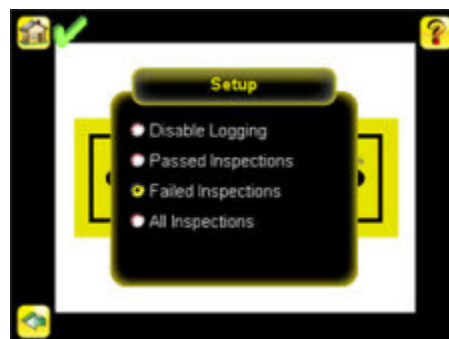 Setup
Disable Logging
Passed Inspections
Failed Inspections
All Inspections